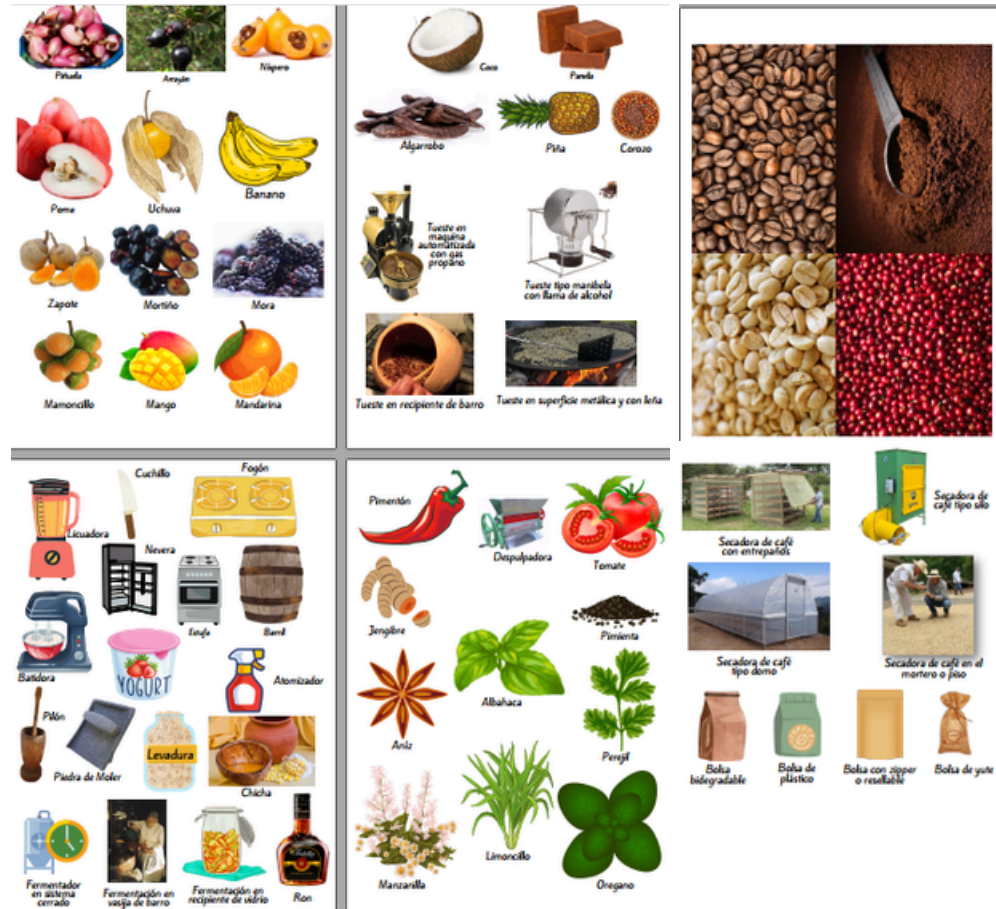 Piñuela
Arrayán
Níspero
Poma
Uchuva
Banano
Zapote
Mortiño
Mora
Mamoncillo
Mango
Mandarina
Coco
Panela
Algarrobo
Piña
Corozo
Tueste en
maquina
automatizada
con gas
propano
Tueste tipo manibela
con llama de alcohol
Tueste en recipiente de barro
Tueste en superficie metálica y con leña
Cuchillo
Fogón
Licuadora
Nevera
Estufa
Barril
Batidora
YOGURT
Atomizador
Pilón
Piedra de Moler
Levadura
Chicha
Fermentador
en sistema
cerrado
Fermentación en
vasija de barro
Fermentación en
recipiente de vidrio
Ron
Pimentón
Despulpadora
Tomate
Jengibre
Pimienta
Albahaca
Aniz
Perejil
Manzanilla
Limoncillo
Oregano
Secadora de café
con entrepaños
Secadora de
café tipo silo
Secadora de café
tipo domo
Secadora de café en el
mortero o piso
Bolsa
bidegradable
Bolsa de
plástico
Bolsa con zipper
o resellable
Bolsa de yute